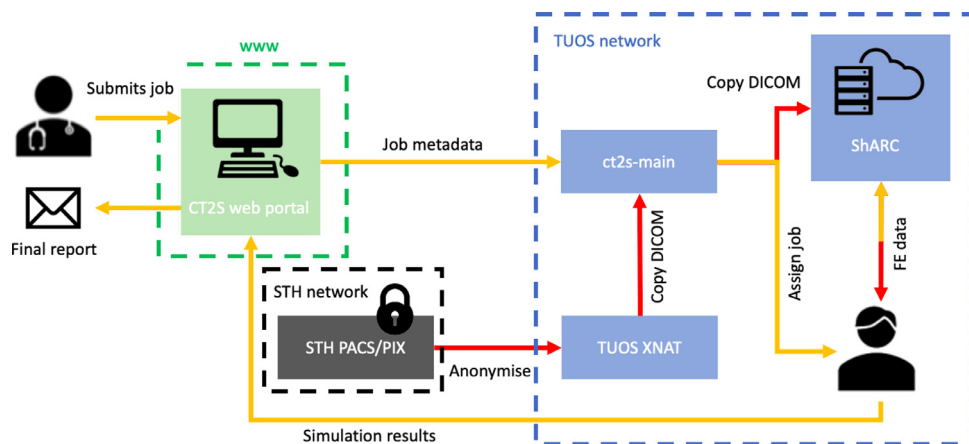 www
TUOS network
Submits job
Copy DICOM
ShARC
Job metadata
ct2s-main
CT2S web portal
Final report
Copy DICOM
Assign job
FE data
STH network
STH PACS/PIX
Anonymise
TUOS XNAT
Simulation results